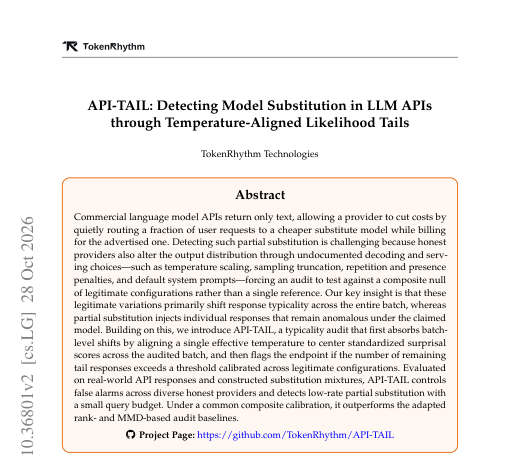 TokenRhythm
API-TAIL: Detecting Model Substitution in LLM APIs
through Temperature-Aligned Likelihood Tails
TokenRhythm Technologies
Abstract
Commercial language model APIs return only text, allowing a provider to cut costs by
quietly routing a fraction of user requests to a cheaper substitute model while billing
for the advertised one. Detecting such partial substitution is challenging because honest
providers also alter the output distribution through undocumented decoding and serv-
ing choices—such as temperature scaling, sampling truncation, repetition and presence
penalties, and default system prompts—forcing an audit to test against a composite null
of legitimate configurations rather than a single reference. Our key insight is that these
legitimate variations primarily shift response typicality across the entire batch, whereas
partial substitution injects individual responses that remain anomalous under the claimed
model. Building on this, we introduce API-TAIL, a typicality audit that first absorbs batch-
level shifts by aligning a single effective temperature to center standardized surprisal
scores across the audited batch, and then flags the endpoint if the number of remaining
tail responses exceeds a threshold calibrated across legitimate configurations. Evaluated
on real-world API responses and constructed substitution mixtures, API-TAIL controls
false alarms across diverse honest providers and detects low-rate partial substitution with
a small query budget. Under a common composite calibration, it outperforms the adapted
rank- and MMD-based audit baselines.
Project Page: https://github.com/TokenRhythm/API-TAIL
10.36801v2 [cs.LG] 28 Oct 2026